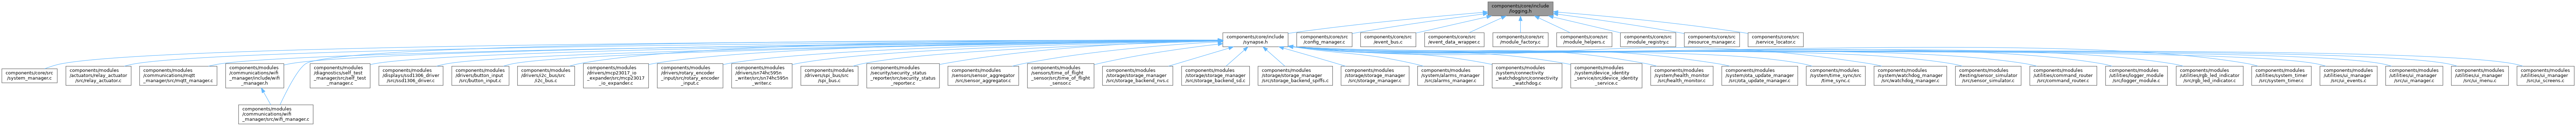 components/core/include
/logging.h
components/core/include
/synapse.h
components/core/src
/config_manager.c
components/core/src
/event_bus.c
components/core/src
/event_data_wrapper.c
components/core/src
/module_factory.c
components/core/src
/module_helpers.c
components/core/src
/module_registry.c
components/core/src
/resource_manager.c
components/core/src
/service_locator.c
components/core/src
/system_manager.c
components/modules
/actuators/relay_actuator
/src/relay_actuator.c
components/modules
/communications/mqtt
_manager/src/mqtt_manager.c
components/modules
/communications/wifi
_manager/include/wifi
_manager.h
components/modules
/diagnostics/self_test
_manager/src/self_test
_manager.c
components/modules
/displays/ssd1306_driver
/src/ssd1306_driver.c
components/modules
/drivers/button_input
/src/button_input.c
components/modules
/drivers/i2c_bus/src
/i2c_bus.c
components/modules
/drivers/mcp23017_io
_expander/src/mcp23017
_io_expander.c
components/modules
/drivers/rotary_encoder
_input/src/rotary_encoder
_input.c
components/modules
/drivers/sn74hc595n
_writer/src/sn74hc595n
_writer.c
components/modules
/drivers/spi_bus/src
/spi_bus.c
components/modules
/security/security_status
_reporter/src/security_status
_reporter.c
components/modules
/sensors/sensor_aggregator
/src/sensor_aggregator.c
components/modules
/sensors/time_of_flight
_sensor/src/time_of_flight
_sensor.c
components/modules
/storage/storage_manager
/src/storage_backend_nvs.c
components/modules
/storage/storage_manager
/src/storage_backend_sd.c
components/modules
/storage/storage_manager
/src/storage_backend_spiffs.c
components/modules
/storage/storage_manager
/src/storage_manager.c
components/modules
/system/alarms_manager
/src/alarms_manager.c
components/modules
/system/connectivity
_watchdog/src/connectivity
_watchdog.c
components/modules
/system/device_identity
_service/src/device_identity
_service.c
components/modules
/system/health_monitor
/src/health_monitor.c
components/modules
/system/ota_update_manager
/src/ota_update_manager.c
components/modules
/system/time_sync/src
/time_sync.c
components/modules
/system/watchdog_manager
/src/watchdog_manager.c
components/modules
/testing/sensor_simulator
/src/sensor_simulator.c
components/modules
/utilities/command_router
/src/command_router.c
components/modules
/utilities/logger_module
/src/logger_module.c
components/modules
/utilities/rgb_led_indicator
/src/rgb_led_indicator.c
components/modules
/utilities/system_timer
/src/system_timer.c
components/modules
/utilities/ui_manager
/src/ui_events.c
components/modules
/utilities/ui_manager
/src/ui_manager.c
components/modules
/utilities/ui_manager
/src/ui_menu.c
components/modules
/utilities/ui_manager
/src/ui_screens.c
components/modules
/communications/wifi
_manager/src/wifi_manager.c